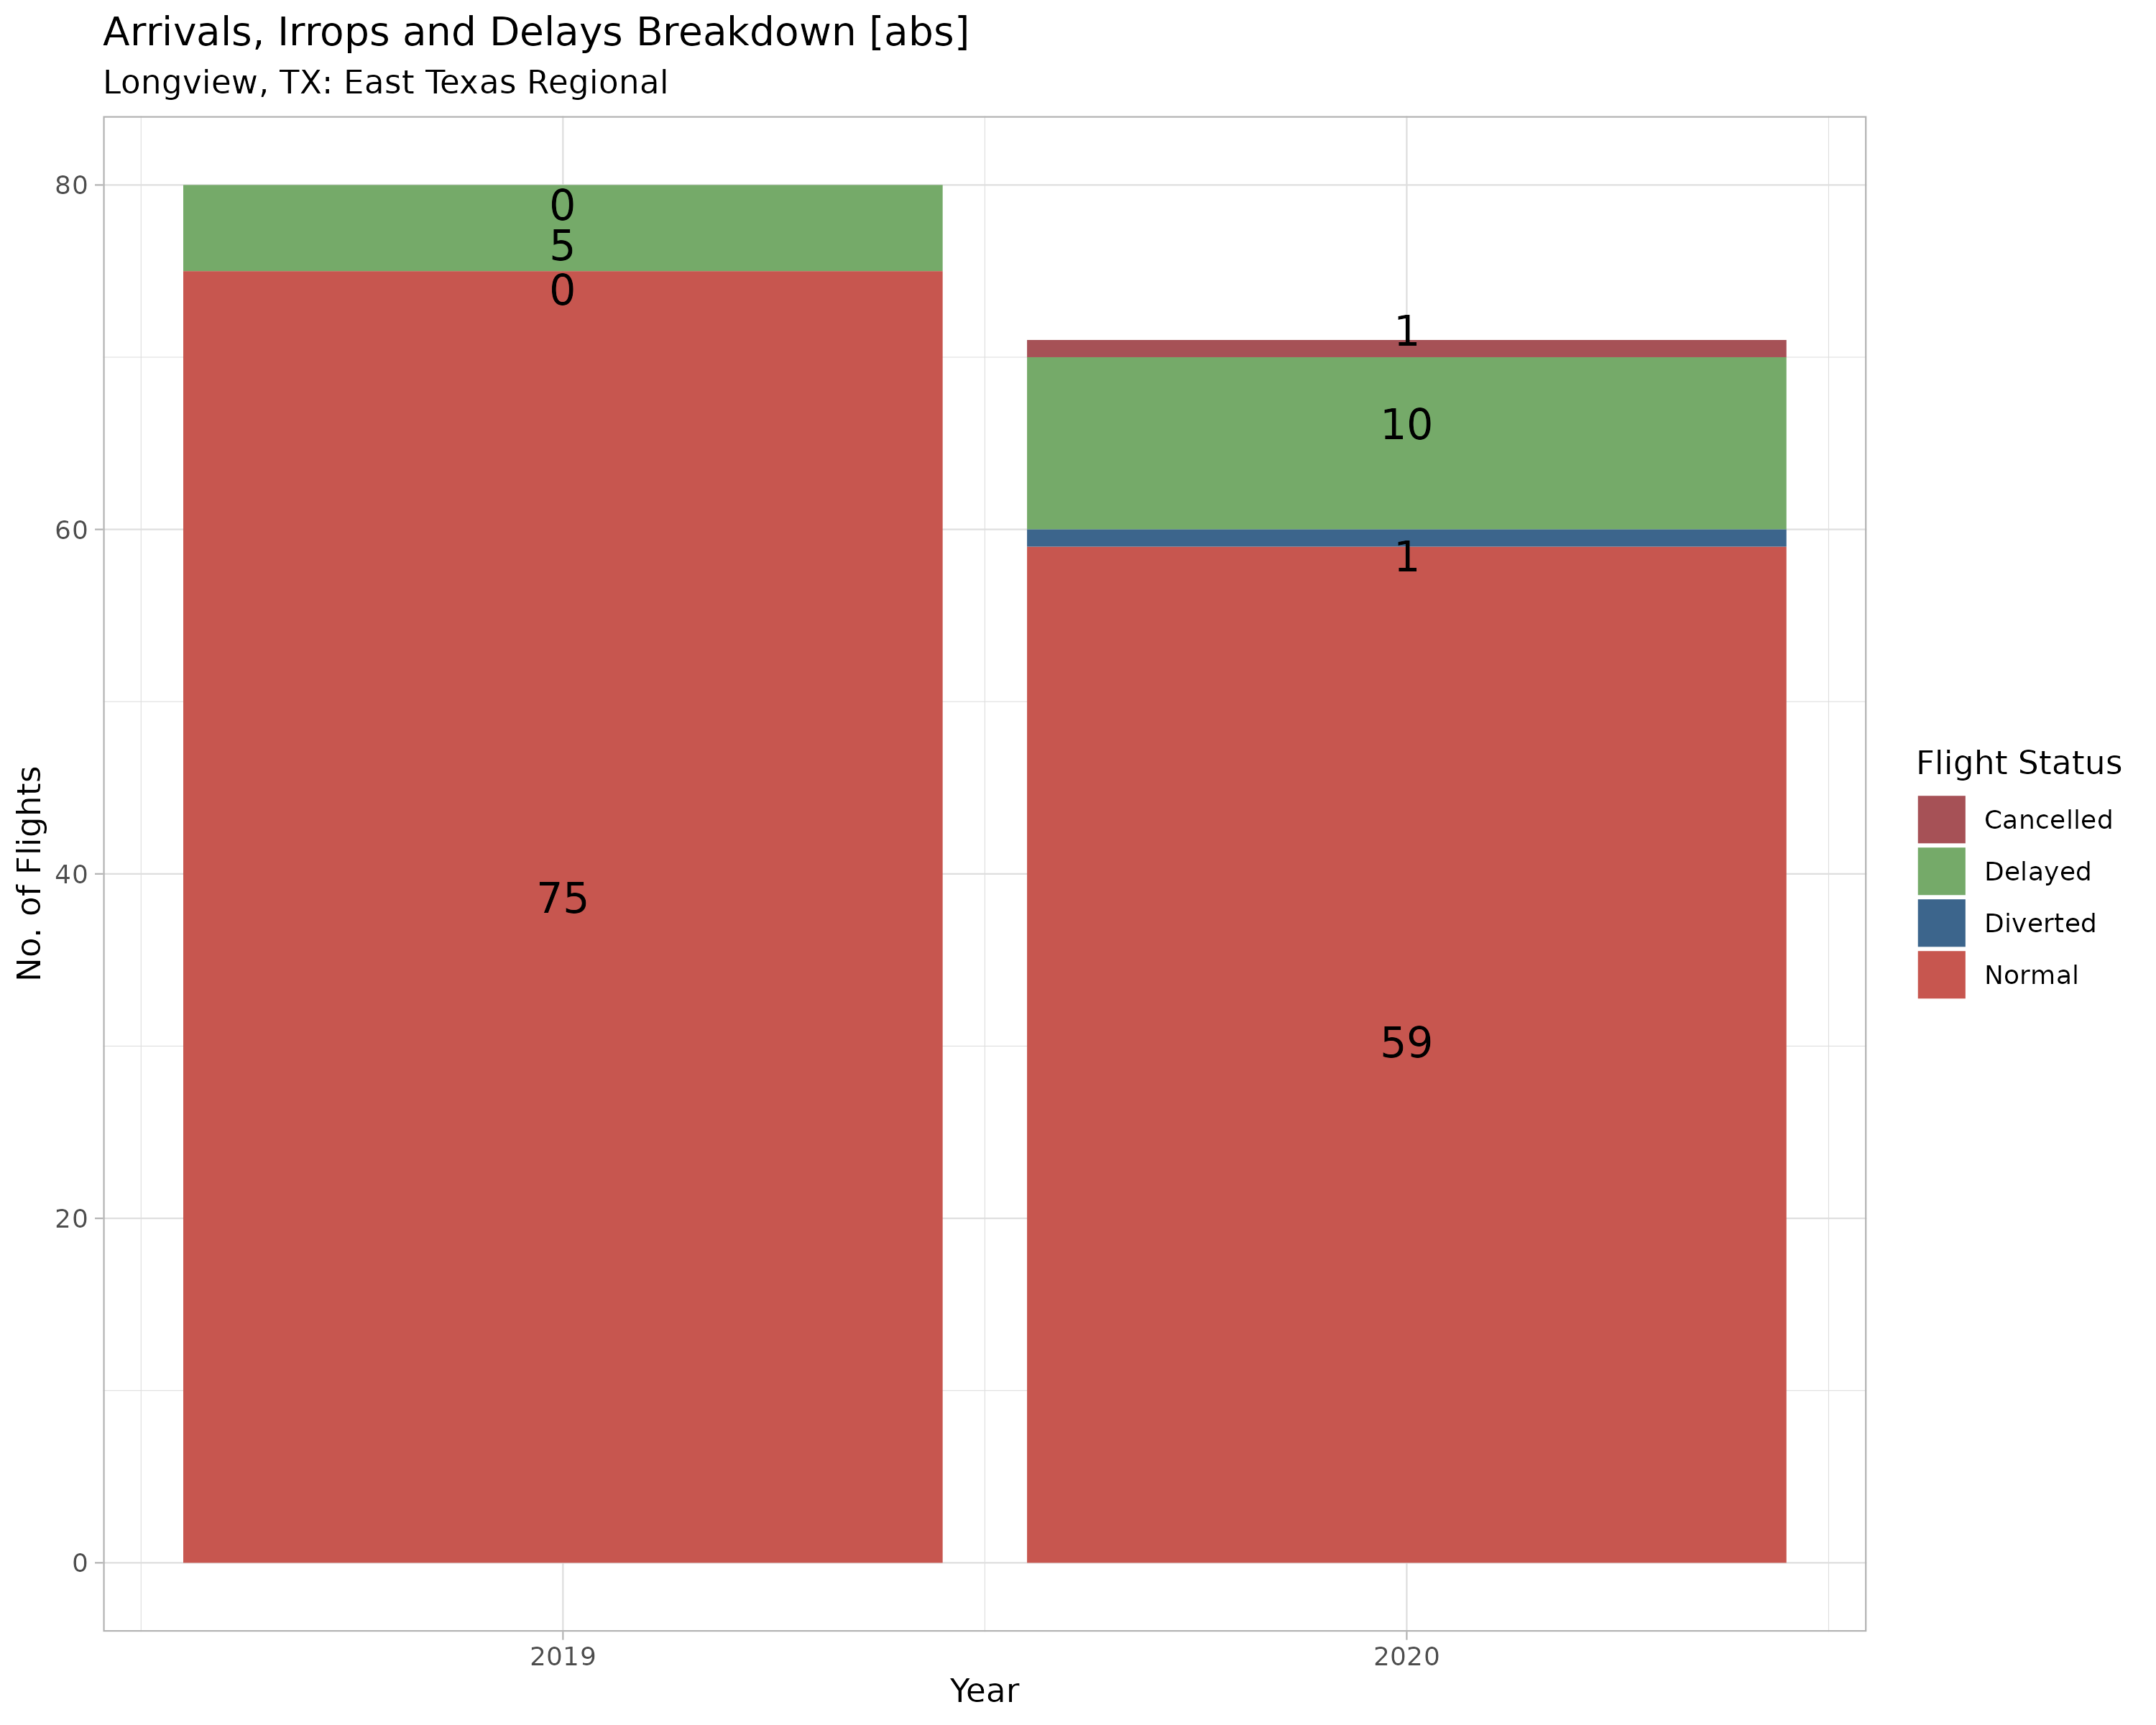 Arrivals, Irrops and Delays Breakdown [abs]
Longview, TX: East Texas Regional
No. of Flights
80
60
40
20
0
0
5
0
75
1
10
1
59
2019
2020
Year
Flight Status
Cancelled
Delayed
Diverted
Normal